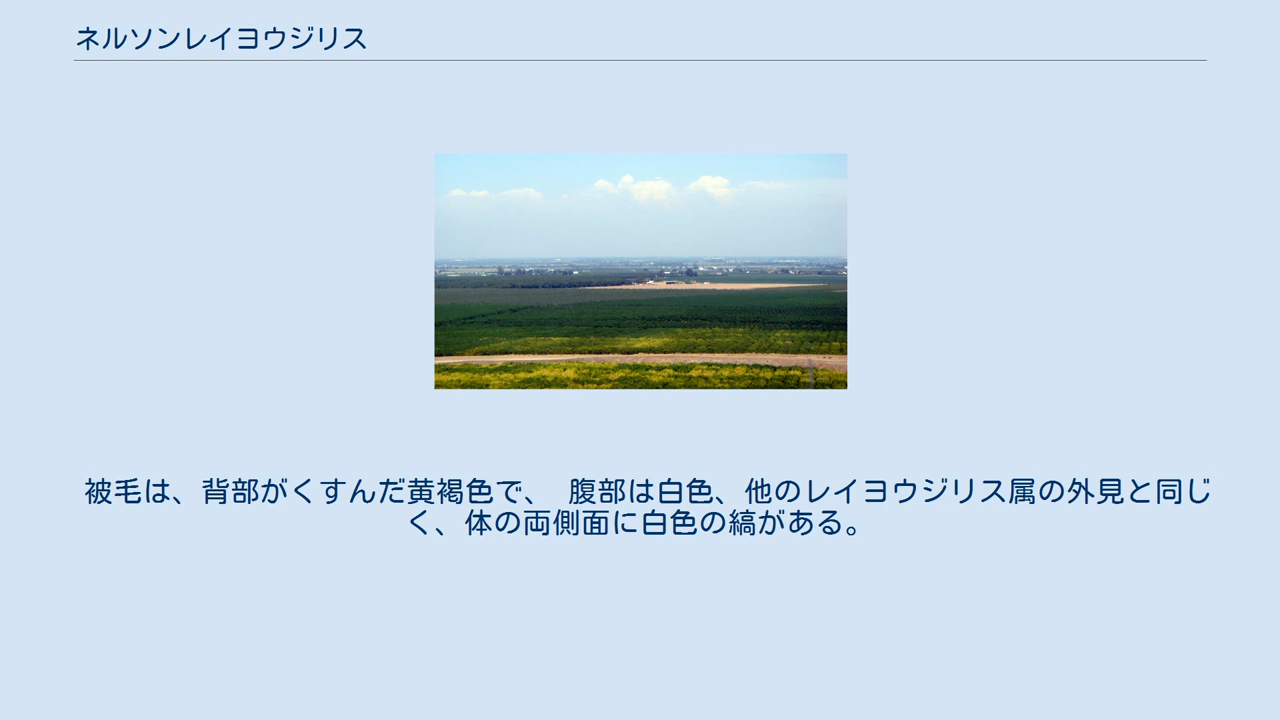 ネルソンレイヨウジリス
被毛は、背部がくすんだ黄褐色で、 腹部は白色、他のレイヨウジリス属の外見と同じ
く、体の両側面に白色の縞がある。